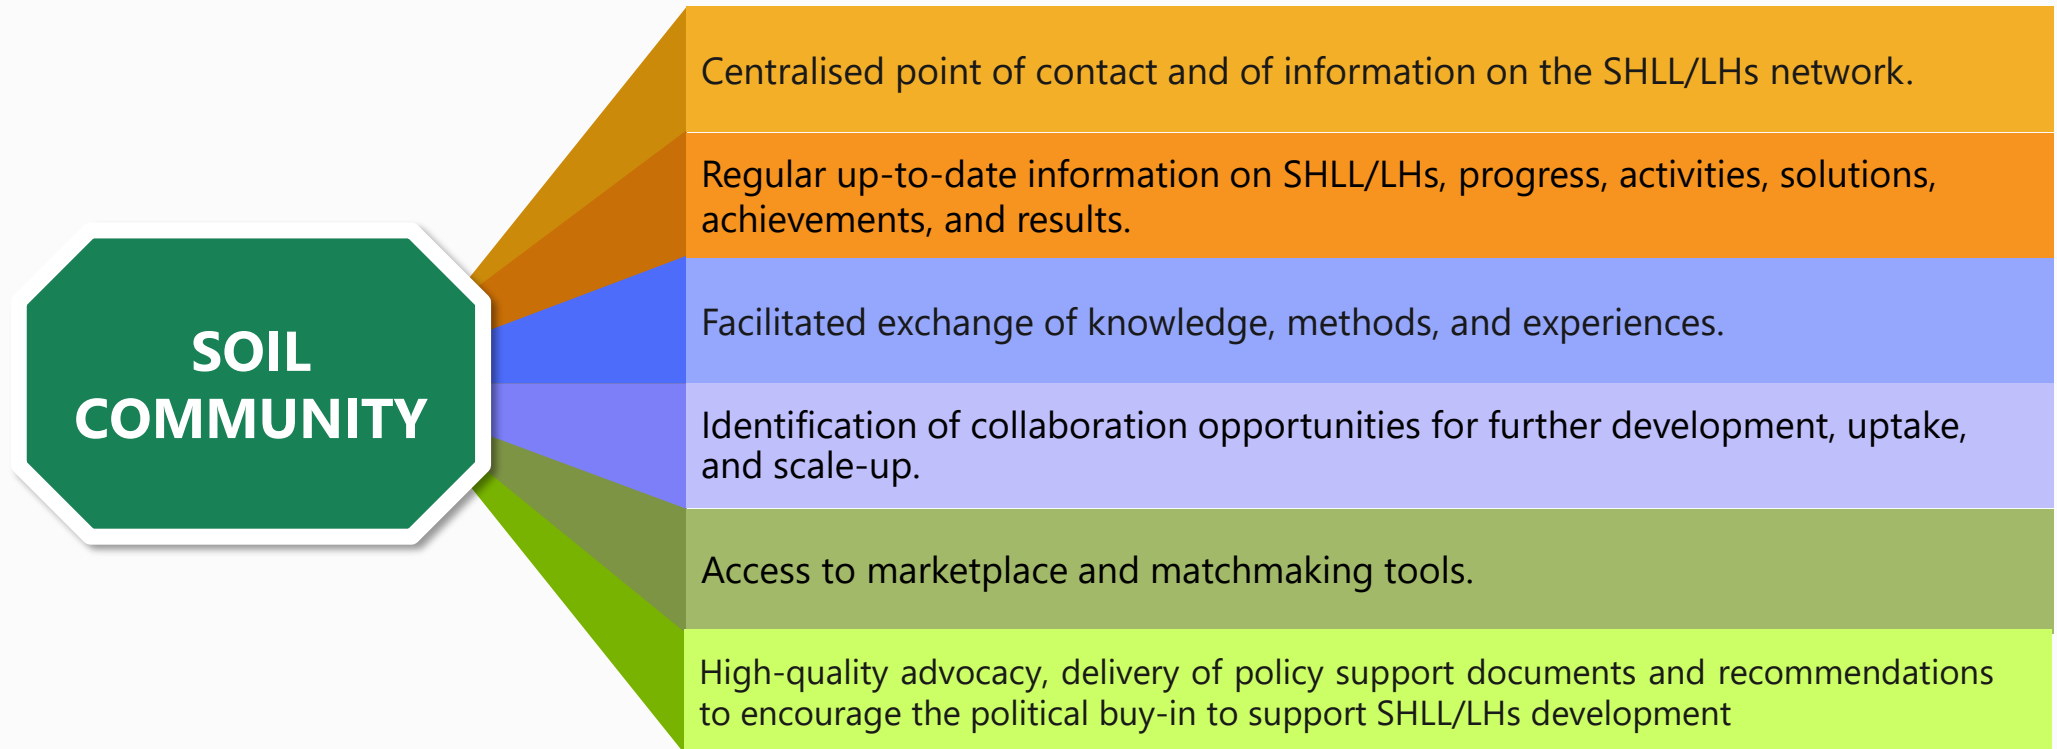 SOIL
COMMUNITY
Centralised point of contact and of information on the SHLL/LHs network.
Regular up-to-date information on SHLL/LHs, progress, activities, solutions,
achievements, and results.
Facilitated exchange of knowledge, methods, and experiences.
Identification of collaboration opportunities for further development, uptake,
and scale-up.
Access to marketplace and matchmaking tools.
High-quality advocacy, delivery of policy support documents and recommendations
to encourage the political buy-in to support SHLL/LHs development